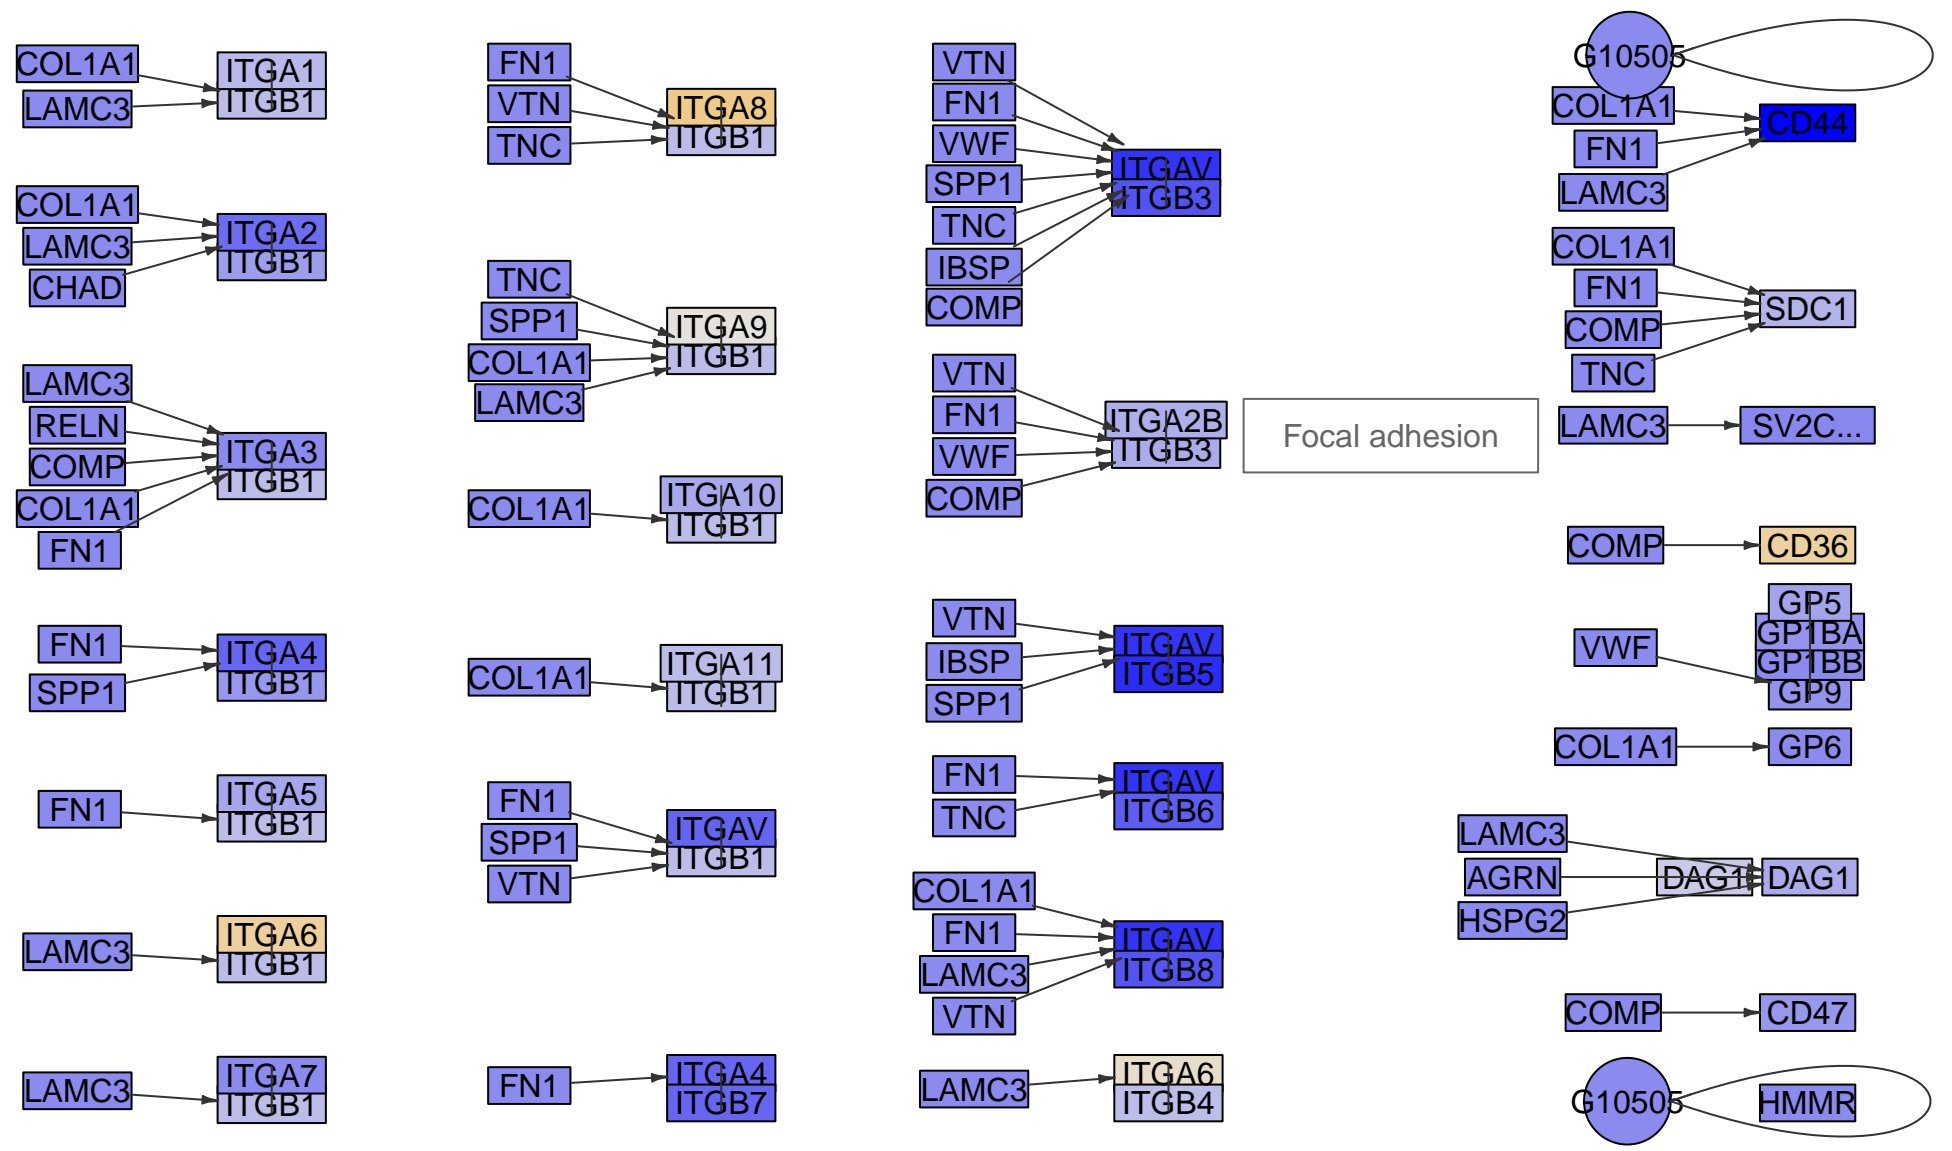 COL1A1
LAMC3
ITGA1
ITGB1
COL1A1
LAMC3
CHAD
ITGA2
ITGB1
LAMC3
RELN
COMP
COL1A1
FN1
ITGA3
ITGB1
FN1
SPP1
ITGA4
ITGB1
FN1
ITGA5
ITGB1
LAMC3
ITGA6
ITGB1
LAMC3
ITGA7
ITGB1
FN1
VTN
TNC
ITGA8
ITGB1
TNC
SPP1
COL1A1
LAMC3
ITGA9
ITGB1
COL1A1
ITGA10
ITGB1
COL1A1
ITGA11
ITGB1
FN1
SPP1
VTN
ITGAV
ITGB1
FN1
ITGA4
ITGB7
VTN
FN1
VWF
SPP1
TNC
IBSP
COMP
ITGAV
ITGB3
VTN
FN1
VWF
COMP
ITGA2B
ITGB3
Focal adhesion
VTN
IBSP
SPP1
ITGAV
ITGB5
FN1
TNC
ITGAV
ITGB6
COL1A1
FN1
LAMC3
VTN
ITGAV
ITGB8
LAMC3
ITGA6
ITGB4
G10505
COL1A1
FN1
LAMC3
CD44
COL1A1
FN1
COMP
TNC
SDC1
LAMC3
SV2C...
COMP
CD36
VWF
GP5
GP1BA
GP1BB
GP9
COL1A1
GP6
LAMC3
AGRN
HSPG2
DAG1
DAG1
COMP
CD47
G10505
HMMR